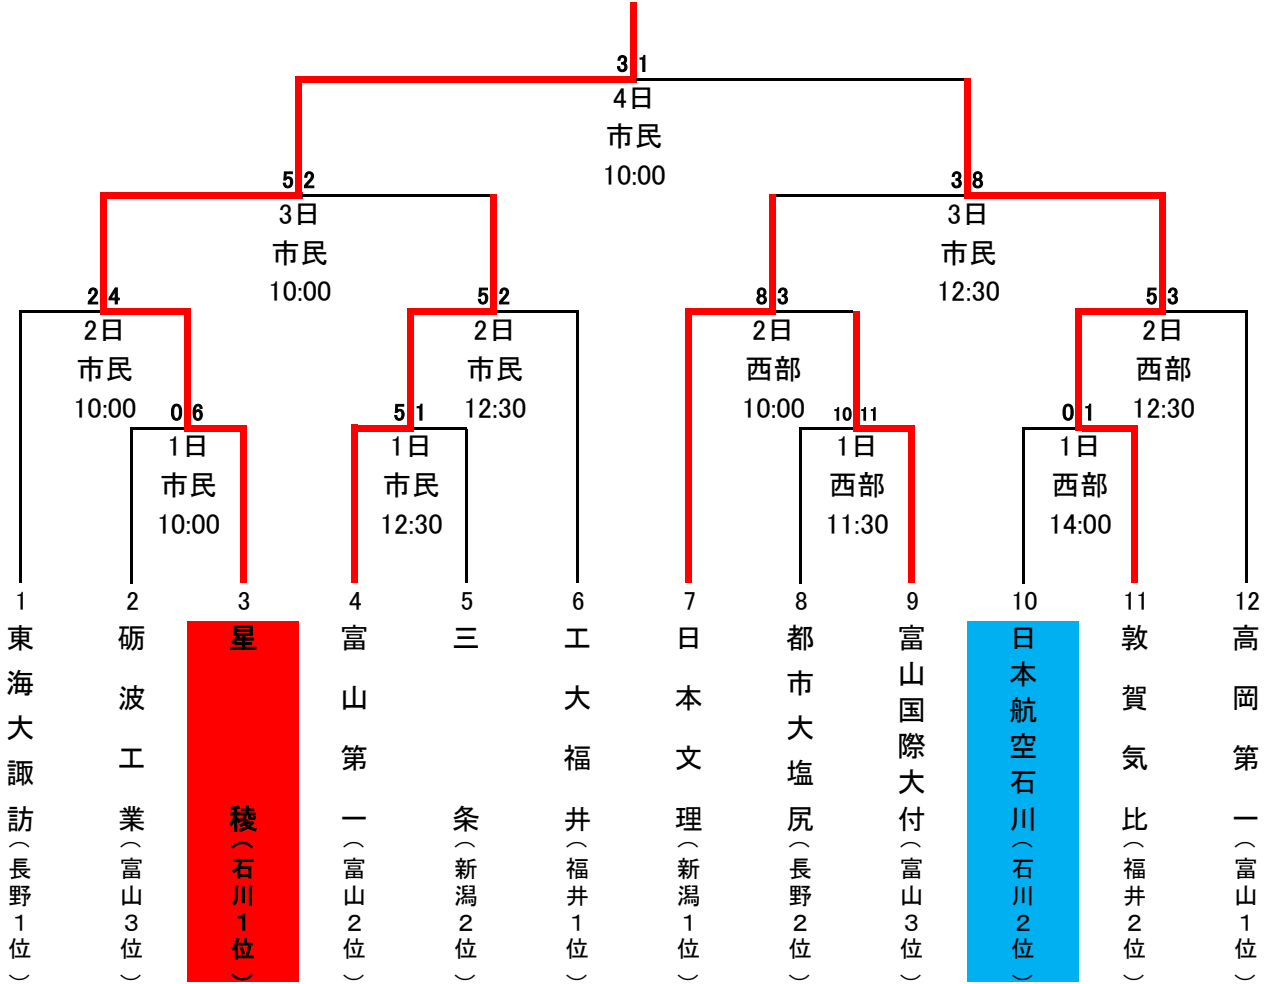 3 1
4日
市民
10:00
5 2
3日
市民
10:00
3 8
3日
市民
12:30
2 4
2日
市民
10:00
5 2
2日
市民
12:30
8 3
2日
西部
10:00
5 3
2日
西部
12:30
0 6
1日
市民
10:00
5 1
1日
市民
12:30
10 11
1日
西部
11:30
0 1
1日
西部
14:00
1
東海大諏訪(長野1位)
2
砺波工業(富山3位)
3
星稜(石川1位)
4
富山第一(富山2位)
5
三条(新潟2位)
6
工大福井(福井1位)
7
日本文理(新潟1位)
8
都市大塩尻(長野2位)
9
富山国際大付(富山3位)
10
日本航空石川(石川2位)
11
敦賀気比(福井2位)
12
高岡第一(富山1位)